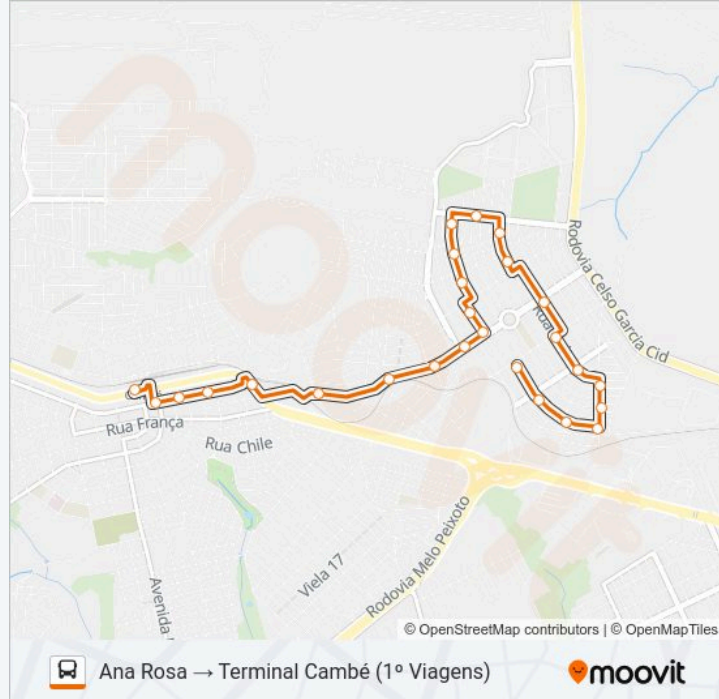 Rodovia Celso Garcia Cid
Rua França
Rua Chile
Viela 17
Rodovia Melo Peixoto
Avenida
© OpenStreetMap contributors | © OpenMapTiles
Ana Rosa → Terminal Cambé (1º Viagens)
moovit
moovit